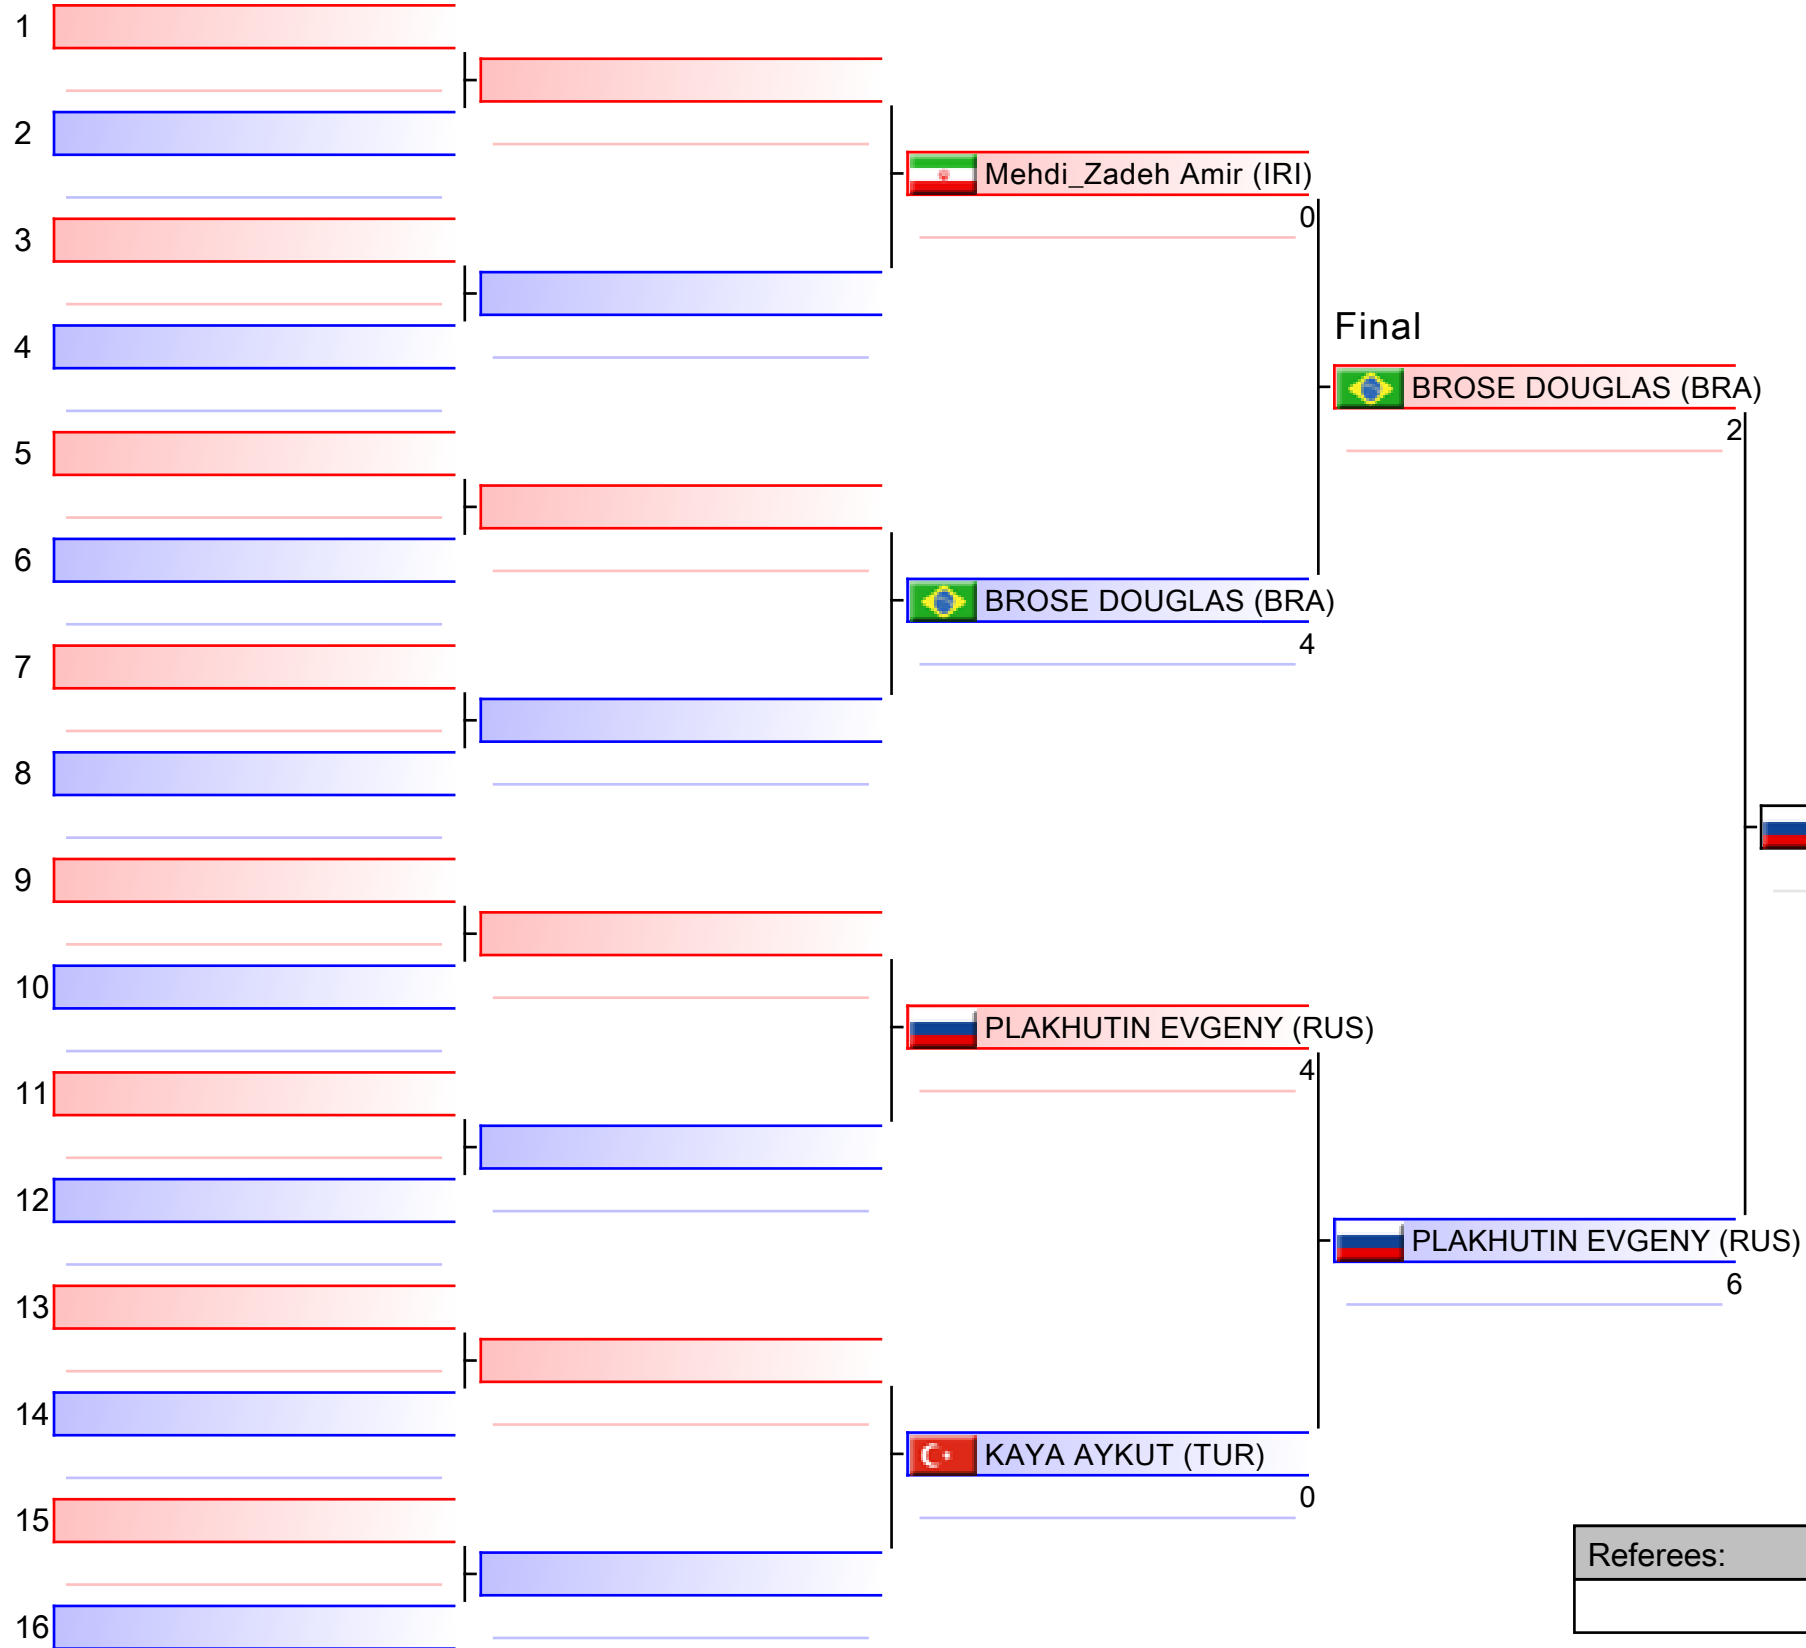 1
2
Mehdi_Zadeh Amir (IRI)
0
3
Final
4
BROSE DOUGLAS (BRA)
2
5
6
BROSE DOUGLAS (BRA)
4
7
8
9
10
PLAKHUTIN EVGENY (RUS)
4
11
12
PLAKHUTIN EVGENY (RUS)
6
13
14
KAYA AYKUT (TUR)
0
15
Referees:
16